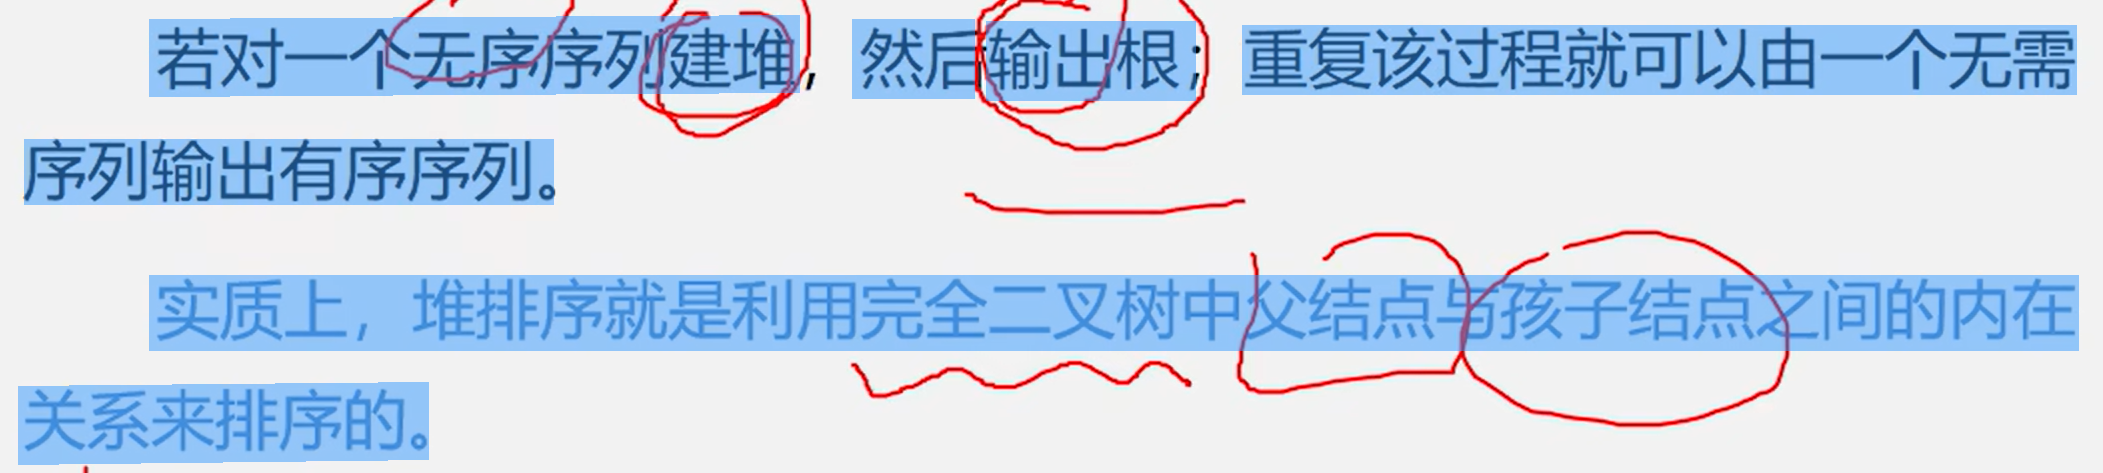 若对一个无序序列建堆，然后输出根；重复该过程就可以由一个无需
序列输出有序序列。
实质上，堆排序就是利用完全二叉树中父结点与孩子结点之间的内在
关系来排序的。